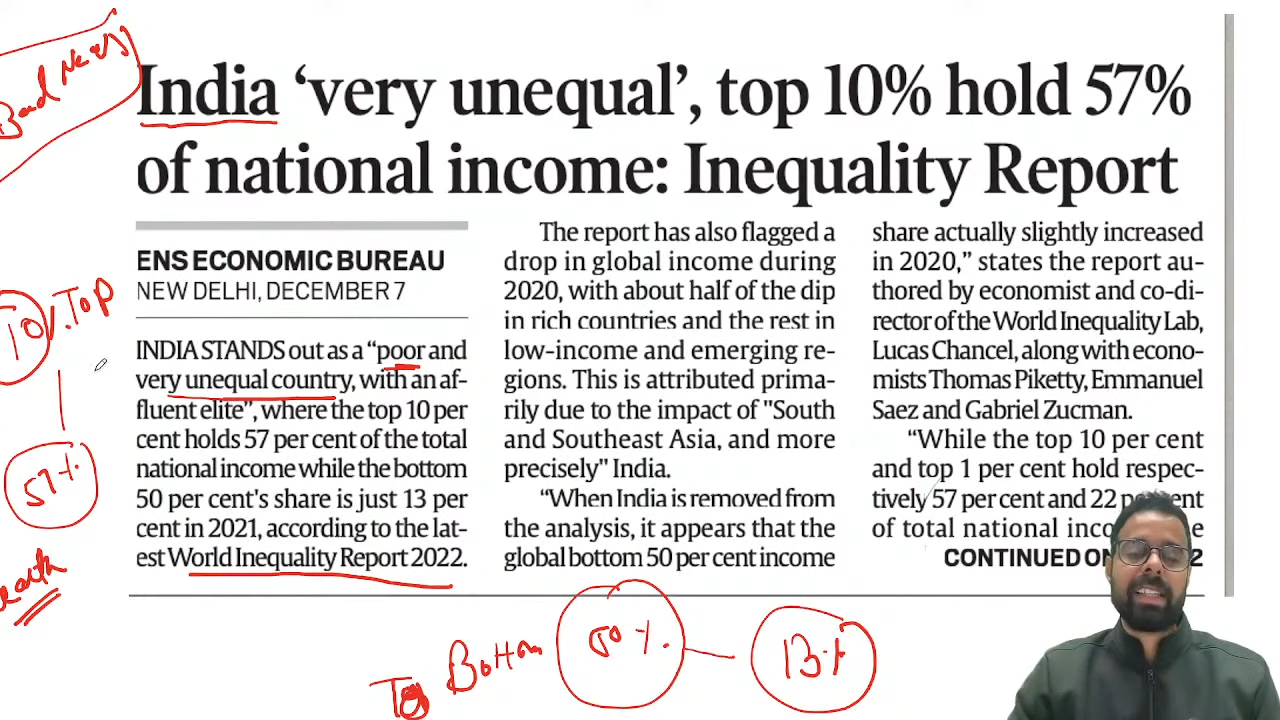 Bad News
India ‘very unequal’, top 10% hold 57%
of national income: Inequality Report
ENS ECONOMIC BUREAU
NEW DELHI, DECEMBER 7
INDIA STANDS out as a “poor and
very unequal country, with an af-
fluent elite”, where the top 10 per
cent holds 57 per cent of the total
national income while the bottom
50 per cent's share is just 13 per
cent in 2021, according to the lat-
est World Inequality Report 2022.
The report has also flagged a
drop in global income during
2020, with about half of the dip
in rich countries and the rest in
low-income and emerging re-
gions. This is attributed prima-
rily due to the impact of "South
and Southeast Asia, and more
precisely" India.
“When India is removed from
the analysis, it appears that the
global bottom 50 per cent income
share actually slightly increased
in 2020,” states the report au-
thored by economist and co-di-
rector of the World Inequality Lab,
Lucas Chancel, along with econo-
mists Thomas Piketty, Emmanuel
Saez and Gabriel Zucman.
“While the top 10 per cent
and top 1 per cent hold respec-
tively 57 per cent and 22 per cent
of total national
CONTINUED ON 2
10% Top
57%
Bottom 50% 13%